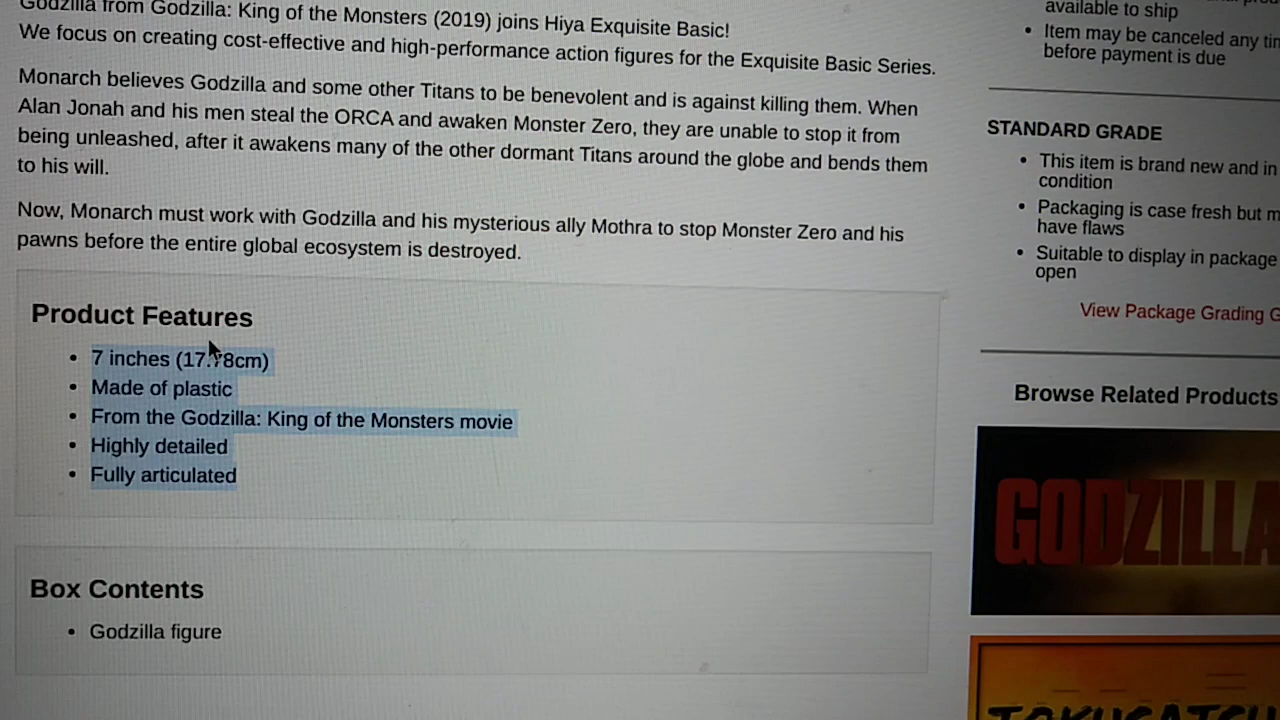 Godzilla from Godzilla: King of the Monsters (2019) joins Hiya Exquisite Basic!
We focus on creating cost-effective and high-performance action figures for the Exquisite Basic Series.
Monarch believes Godzilla and some other Titans to be benevolent and is against killing them. When
Alan Jonah and his men steal the ORCA and awaken Monster Zero, they are unable to stop it from
being unleashed, after it awakens many of the other dormant Titans around the globe and bends them
to his will.
Now, Monarch must work with Godzilla and his mysterious ally Mothra to stop Monster Zero and his
pawns before the entire global ecosystem is destroyed.
Product Features
• 7 inches (17.78cm)
• Made of plastic
• From the Godzilla: King of the Monsters movie
• Highly detailed
• Fully articulated
Box Contents
• Godzilla figure
available to ship
• Item may be canceled any
before payment is due
STANDARD GRADE
• This item is brand new and in
condition
• Packaging is case fresh but
have flaws
• Suitable to display in package
open
View Package Grading
Browse Related Products
GODZILLA